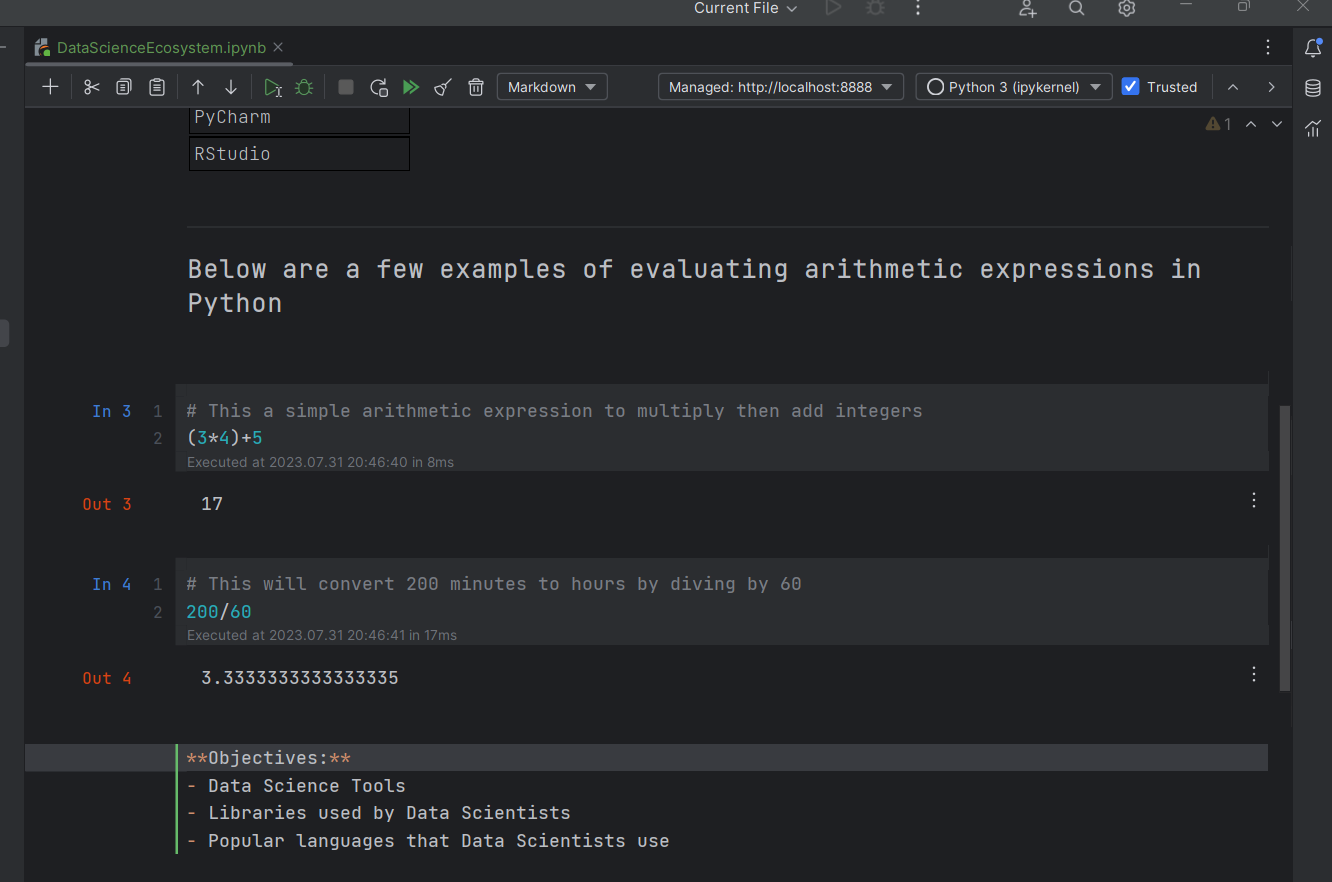 Current File
DataScienceEcosystem.ipynb
Markdown
Managed: http://localhost:8888
Python 3 (ipykernel)
Trusted
PyCharm
1
RStudio
Below are a few examples of evaluating arithmetic expressions in
Python
In 3
1 # This a simple arithmetic expression to multiply then add integers
2 (3*4)+5
Executed at 2023.07.31 20:46:40 in 8ms
Out 3
17
In 4
1 # This will convert 200 minutes to hours by diving by 60
2 200/60
Executed at 2023.07.31 20:46:41 in 17ms
Out 4
3.3333333333333335
**Objectives:**
- Data Science Tools
- Libraries used by Data Scientists
- Popular languages that Data Scientists use